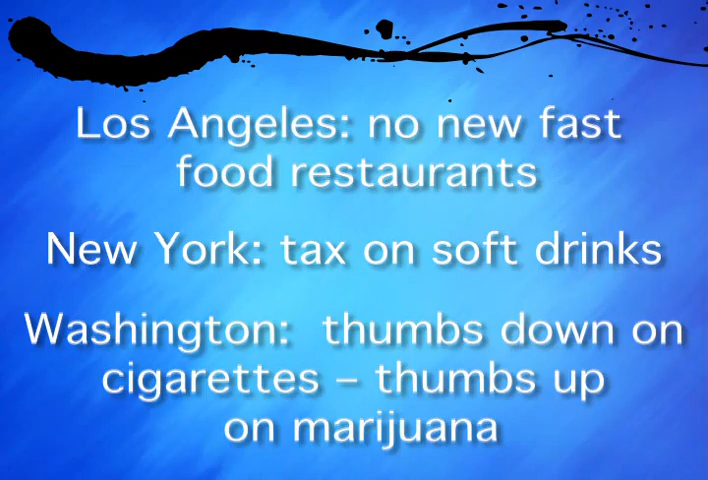 Los Angeles: no new fast
food restaurants
New York: tax on soft drinks
Washington:  thumbs down on
cigarettes – thumbs up
on marijuana